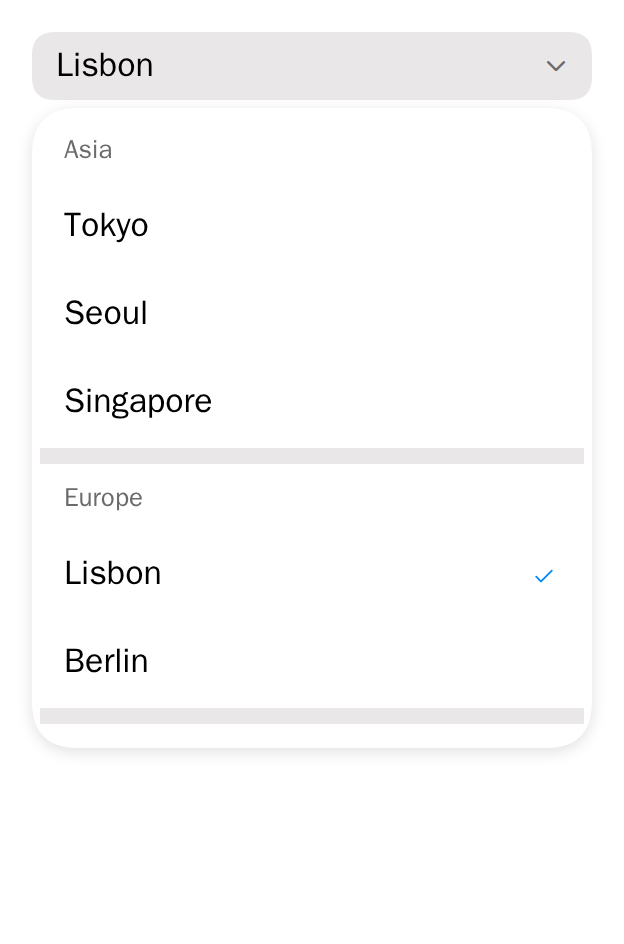 Lisbon
Asia
Tokyo
Seoul
Singapore
Europe
Lisbon
Berlin